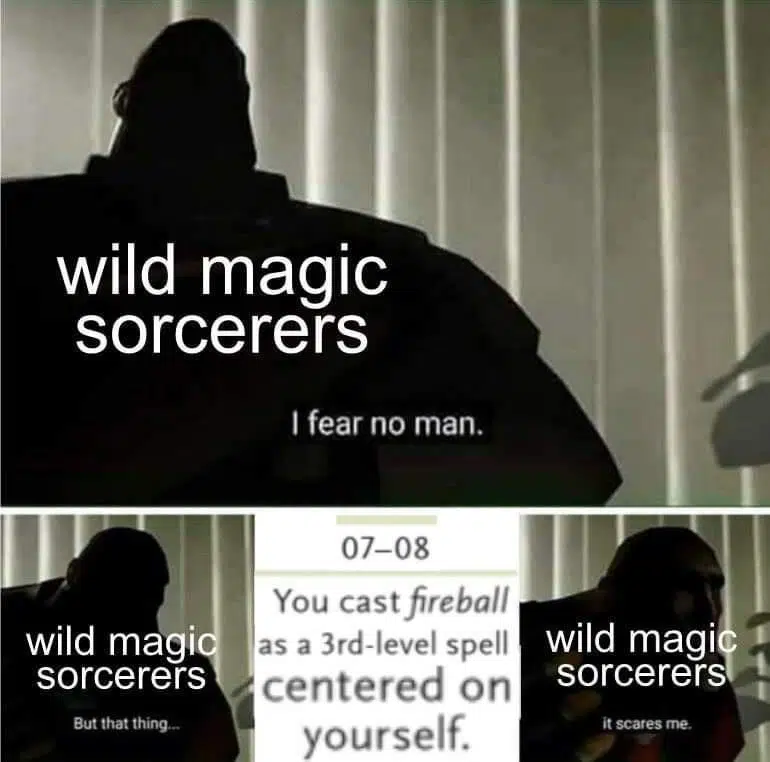 wild magic
sorcerers
I fear no man.
wild magic
sorcerers
But that thing...
07–08
You cast fireball
as a 3rd-level spell
centered on
yourself.
wild magic
sorcerers
it scares me.